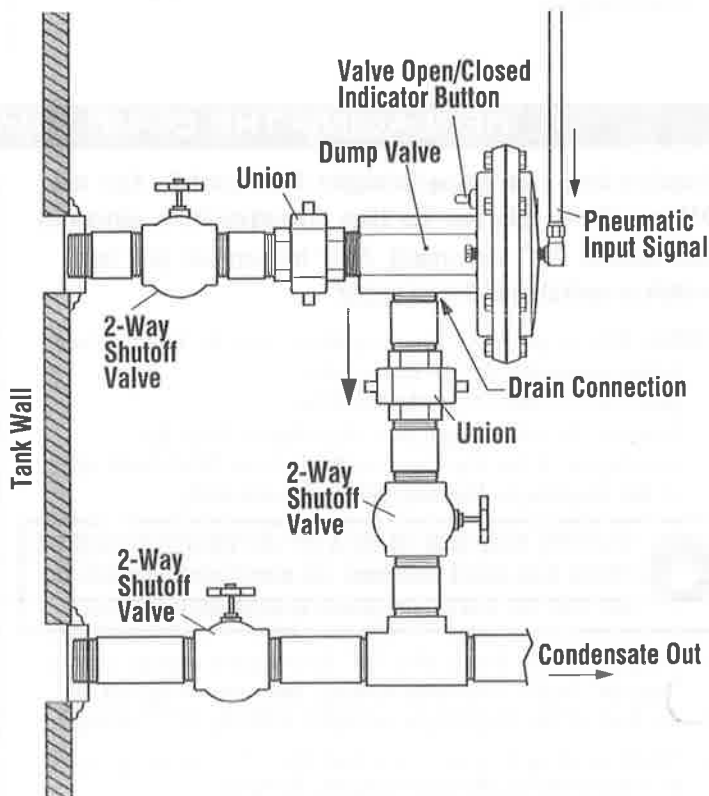 Valve Open/Closed
Indicator Button
Dump Valve
Union
Pneumatic
Input Signal
2-Way
Shutoff
Valve
Drain Connection
Union
Tank Wall
2-Way
Shutoff
Valve
2-Way
Shutoff
Valve
Condensate Out